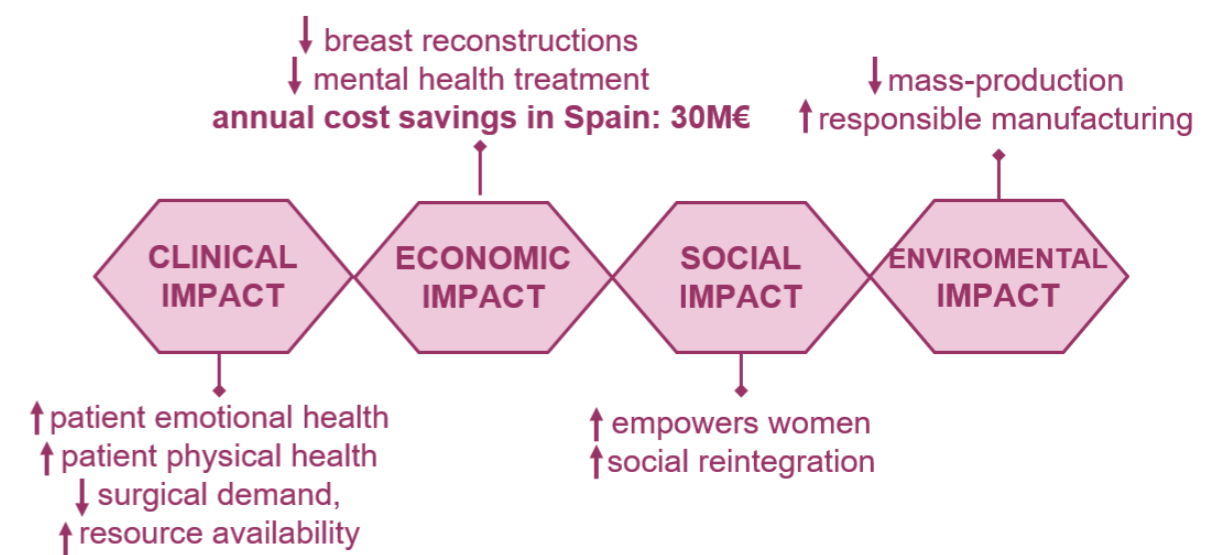 ↓ breast reconstructions
↓ mental health treatment
annual cost savings in Spain: 30M€
↓ mass-production
↑ responsible manufacturing
CLINICAL
IMPACT
ECONOMIC
IMPACT
SOCIAL
IMPACT
ENVIROMENTAL
IMPACT
↑ patient emotional health
↑ patient physical health
↓ surgical demand,
↑ resource availability
↑ empowers women
↑ social reintegration